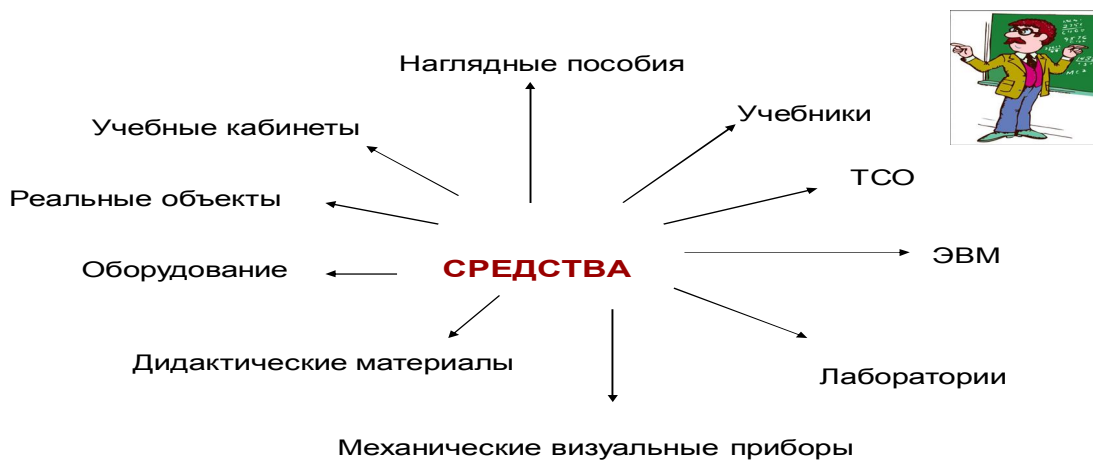 Наглядные пособия
Учебники
Учебные кабинеты
ТСО
Реальные объекты
ЭВМ
Оборудование
СРЕДСТВА
Дидактические материалы
Лаборатории
Механические визуальные приборы